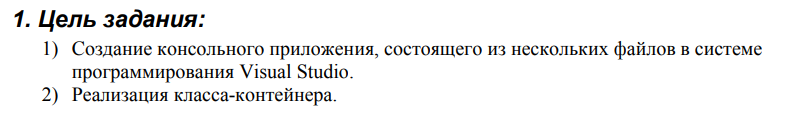 1. Цель задания:
1) Создание консольного приложения, состоящего из нескольких файлов в системе
программирования Visual Studio.
2) Реализация класса-контейнера.